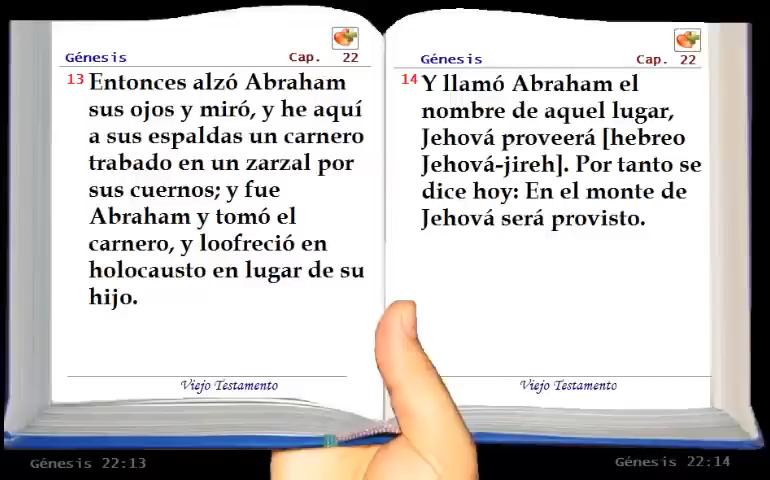 Génesis Cap. 22
13 Entonces alzó Abraham
sus ojos y miró, y he aquí
a sus espaldas un carnero
trabado en un zarzal por
sus cuernos; y fue
Abraham y tomó el
carnero, y loofreció en
holocausto en lugar de su
hijo.
Viejo Testamento
Génesis 22:13
Génesis Cap. 22
14 Y llamó Abraham el
nombre de aquel lugar,
Jehová proveerá [hebreo
Jehová-jireh]. Por tanto se
dice hoy: En el monte de
Jehová será provisto.
Viejo Testamento
Génesis 22:14